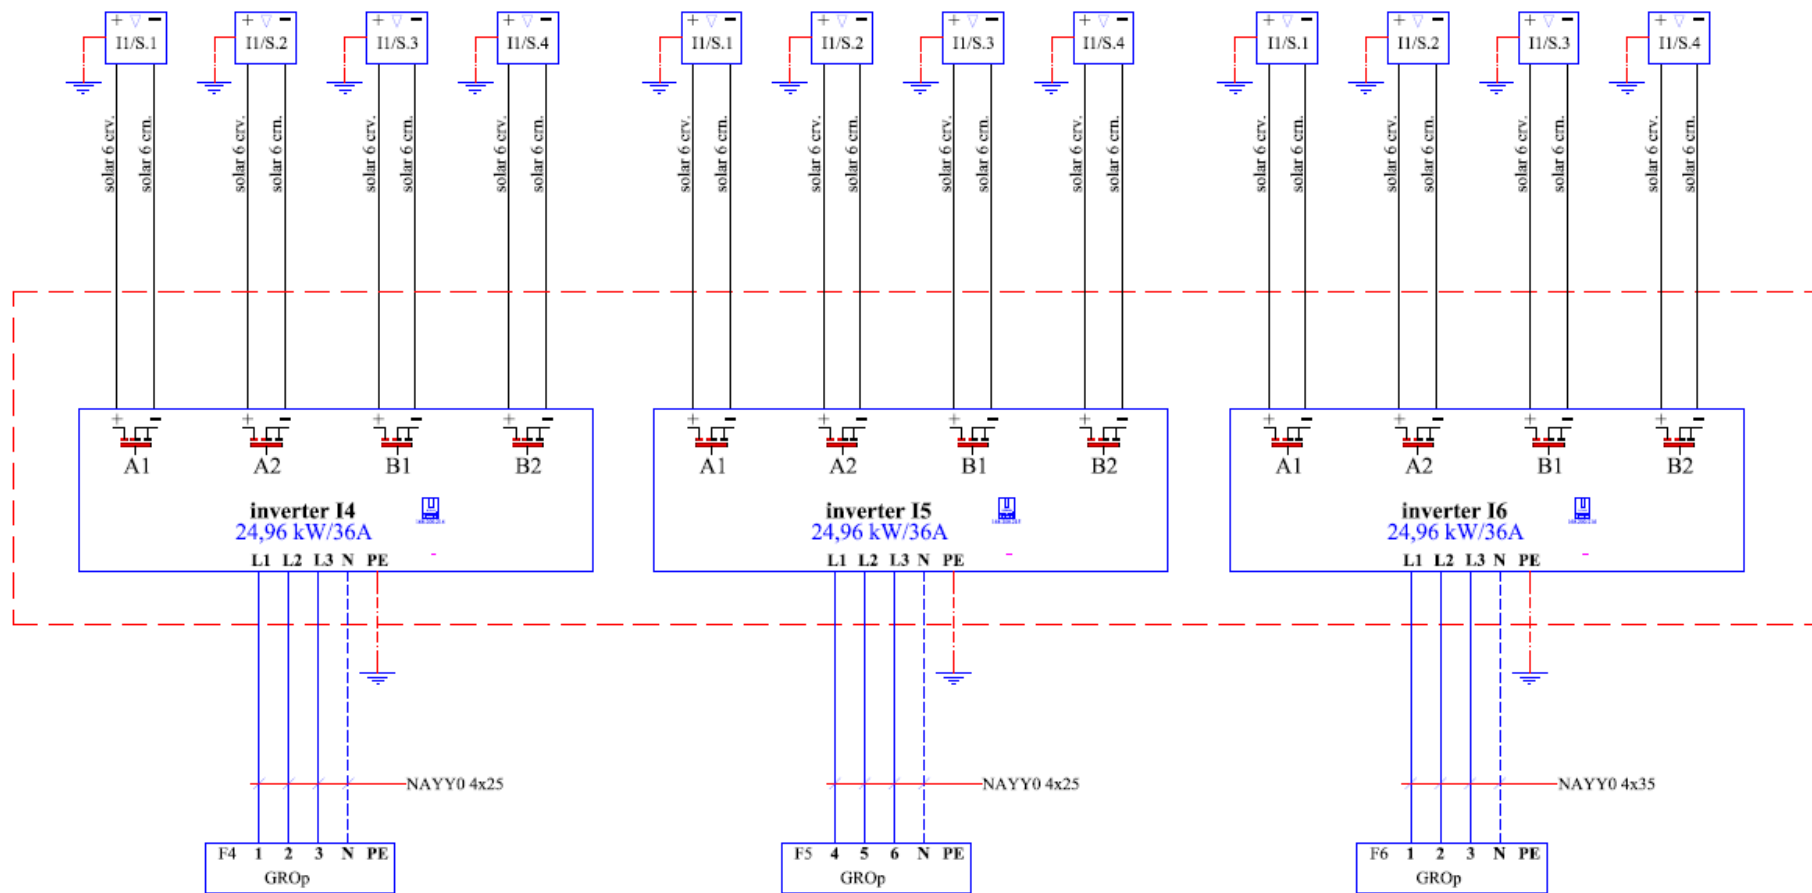 + - + - + - + - + - + - + - + - + - + - + - + -
I1/S.1 I1/S.2 I1/S.3 I1/S.4 I1/S.1 I1/S.2 I1/S.3 I1/S.4 I1/S.1 I1/S.2 I1/S.3 I1/S.4
solar 6 crv.
solar 6 crn.
solar 6 crv.
solar 6 crn.
solar 6 crv.
solar 6 crn.
solar 6 crv.
solar 6 crn.
solar 6 crv.
solar 6 crn.
solar 6 crv.
solar 6 crn.
solar 6 crv.
solar 6 crn.
solar 6 crv.
solar 6 crn.
solar 6 crv.
solar 6 crn.
solar 6 crv.
solar 6 crn.
solar 6 crv.
solar 6 crn.
solar 6 crv.
solar 6 crn.
+ - + - + - + - + - + - + - + - + - + - + - + -
A1 A2 B1 B2 A1 A2 B1 B2 A1 A2 B1 B2
inverter I4
24,96 kW/36A
L1 L2 L3 N PE
inverter I5
24,96 kW/36A
L1 L2 L3 N PE
inverter I6
24,96 kW/36A
L1 L2 L3 N PE
NAYY0 4x25
NAYY0 4x25
NAYY0 4x35
F4 1 2 3 N PE
GROp
F5 4 5 6 N PE
GROp
F6 1 2 3 N PE
GROp